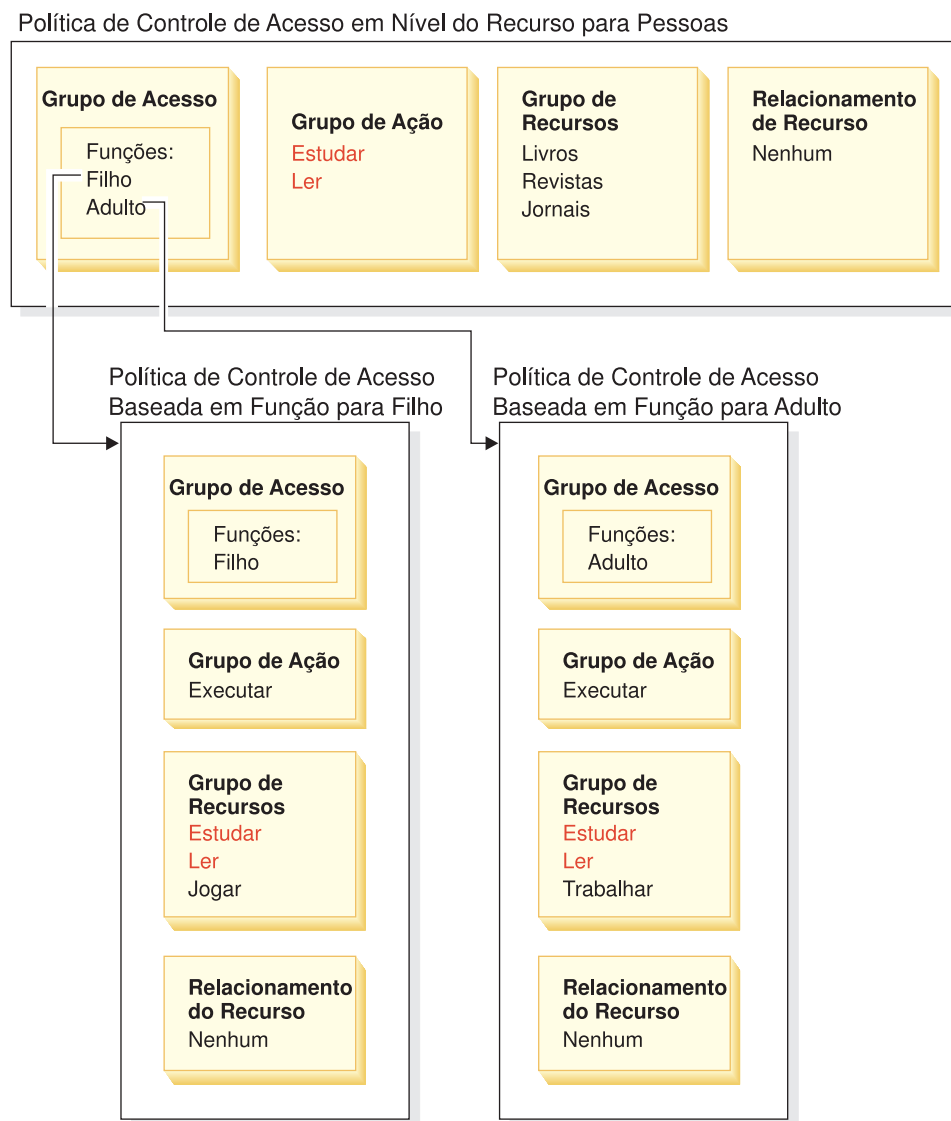 Política de Controle de Acesso em Nível do Recurso para Pessoas
Grupo de Acesso
Funções:
Filho
Adulto
Grupo de Ação
Estudar
Ler
Grupo de
Recursos
Livros
Revistas
Jornais
Relacionamento
de Recurso
Nenhum
Política de Controle de Acesso
Baseada em Função para Filho
Grupo de Acesso
Funções:
Filho
Grupo de Ação
Executar
Grupo de
Recursos
Estudar
Ler
Jogar
Relacionamento
do Recurso
Nenhum
Política de Controle de Acesso
Baseada em Função para Adulto
Grupo de Acesso
Funções:
Adulto
Grupo de Ação
Executar
Grupo de
Recursos
Estudar
Ler
Trabalhar
Relacionamento
do Recurso
Nenhum